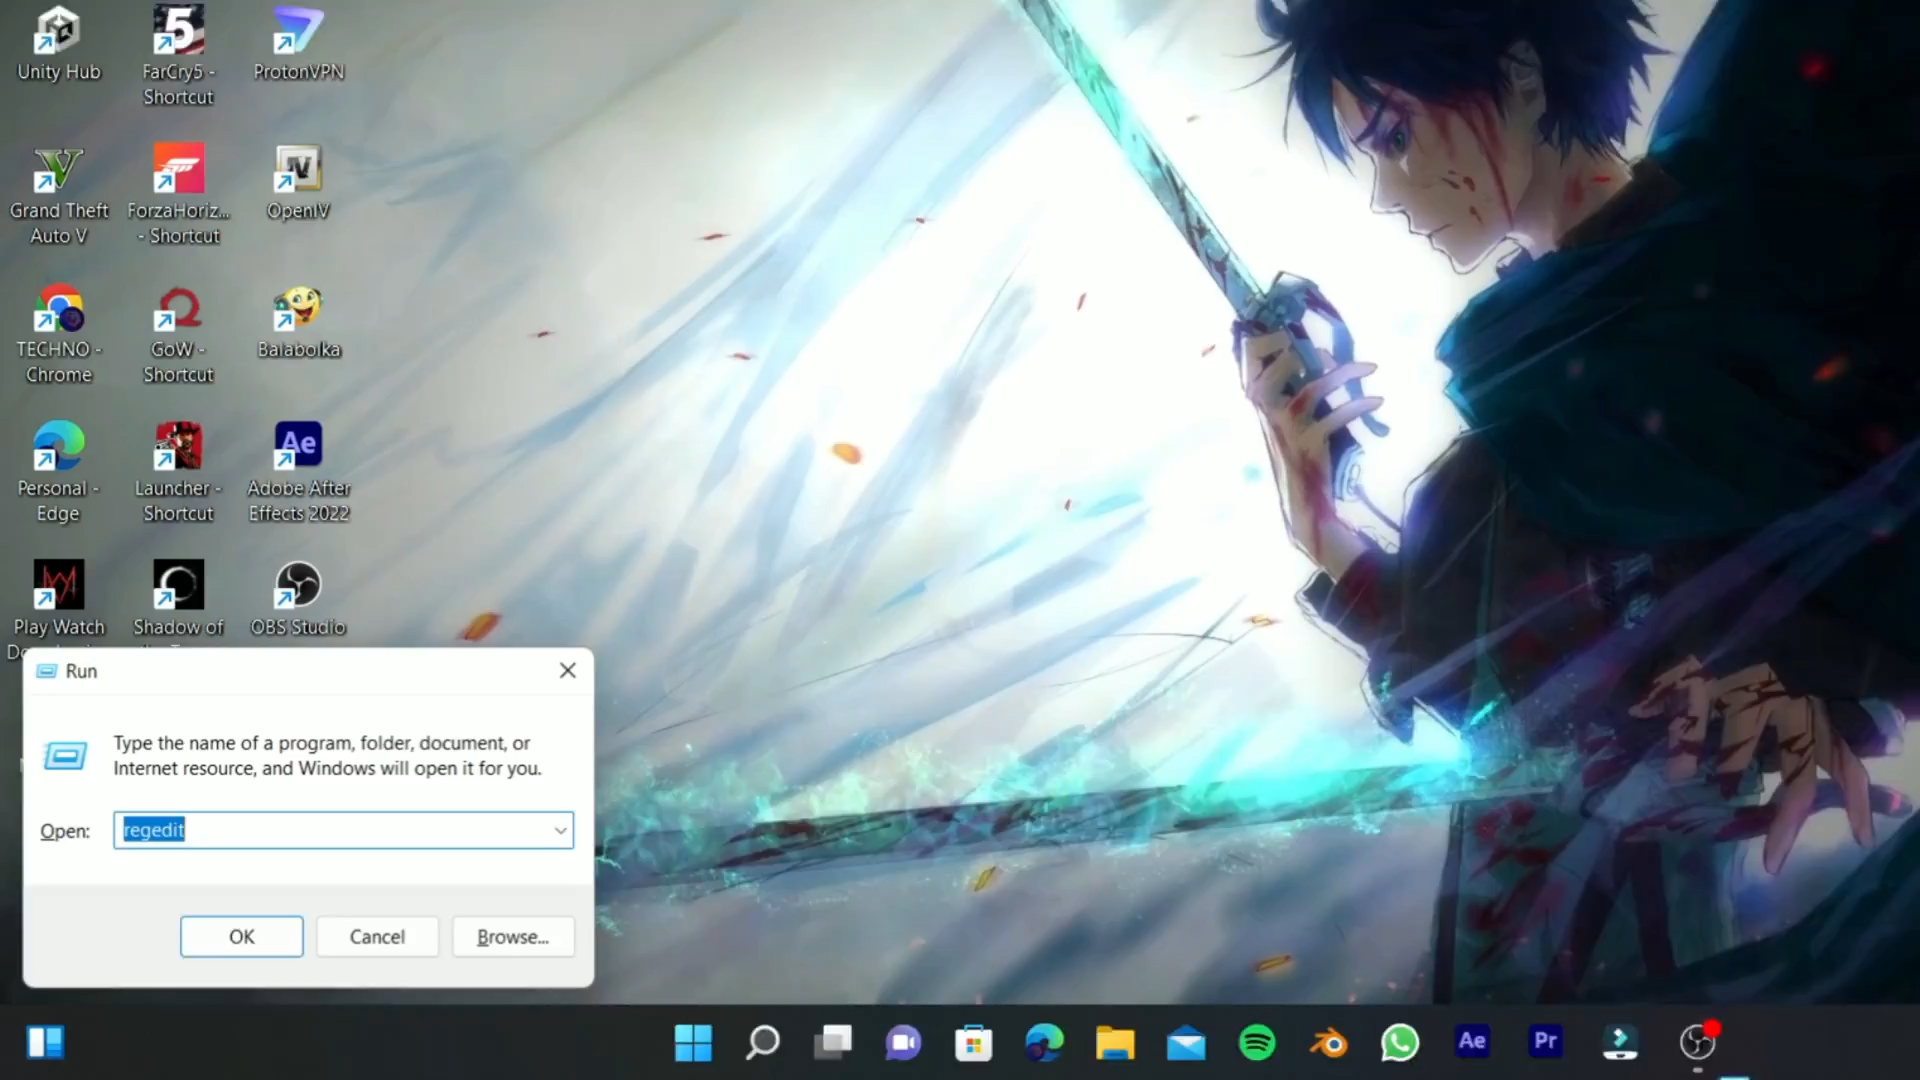 Unity Hub
FarCry5 -
Shortcut
ProtonVPN
Grand Theft
Auto V
ForzaHoriz...
- Shortcut
OpenIV
TECHNO -
Chrome
GoW -
Shortcut
Balabolka
Personal -
Edge
Launcher -
Shortcut
Ae
Adobe After
Effects 2022
Play Watch
Shadow of
OBS Studio
Run
Type the name of a program, folder, document, or
Internet resource, and Windows will open it for you.
Open:
regedit
OK
Cancel
Browse...
Ae
Pr